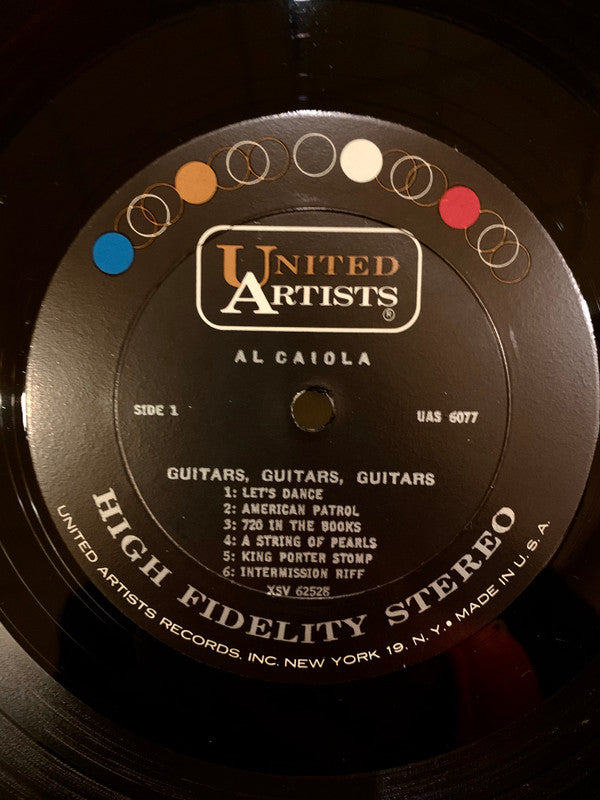 UNITED
ARTISTS®
AL CAIOLA
SIDE 1
UAS 6077
GUITARS, GUITARS, GUITARS
1: LET'S DANCE
2: AMERICAN PATROL
3: 720 IN THE BOOKS
4: A STRING OF PEARLS
5: KING PORTER STOMP
6: INTERMISSION RIFF
XSV 62526
HIGH FIDELITY STEREO
UNITED ARTISTS RECORDS, INC. NEW YORK 19, N.Y. • MADE IN U.S.A.